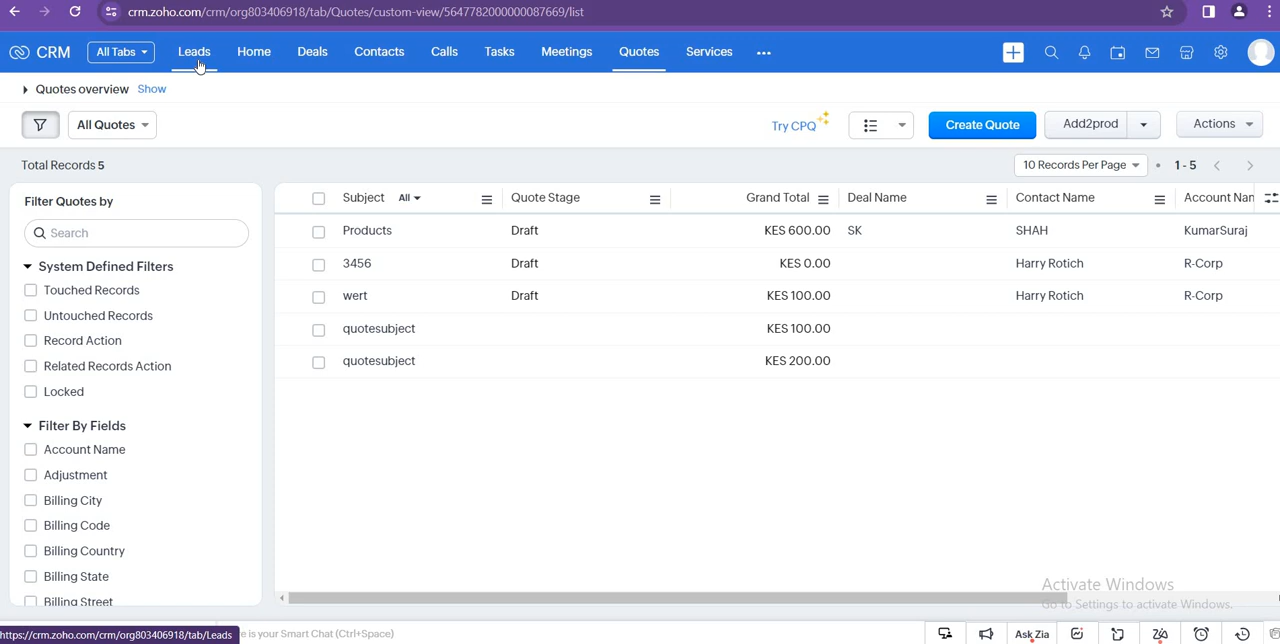 crm.zoho.com/crm/org803406918/tab/Quotes/custom-view/5647782000000087669/list
CRM All Tabs Leads Home Deals Contacts Calls Tasks Meetings Quotes Services
Quotes overview Show
All Quotes Try CPQ Create Quote Add2prod Actions
Total Records 5 10 Records Per Page • 1 - 5
Filter Quotes by Subject All Quote Stage Grand Total Deal Name Contact Name Account Nan
Search Products Draft KES 600.00 SK SHAH KumarSuraj
System Defined Filters 3456 Draft KES 0.00 Harry Rotich R-Corp
Touched Records wert Draft KES 100.00 Harry Rotich R-Corp
Untouched Records quotesubject KES 100.00
Record Action
Related Records Action quotesubject KES 200.00
Locked
Filter By Fields
Account Name
Adjustment
Billing City
Billing Code
Billing Country
Billing State
Billing Street
Activate Windows
Go to Settings to activate Windows.
https://crm.zoho.com/crm/org803406918/tab/Leads e is your Smart Chat (Ctrl+Space) Ask Zia